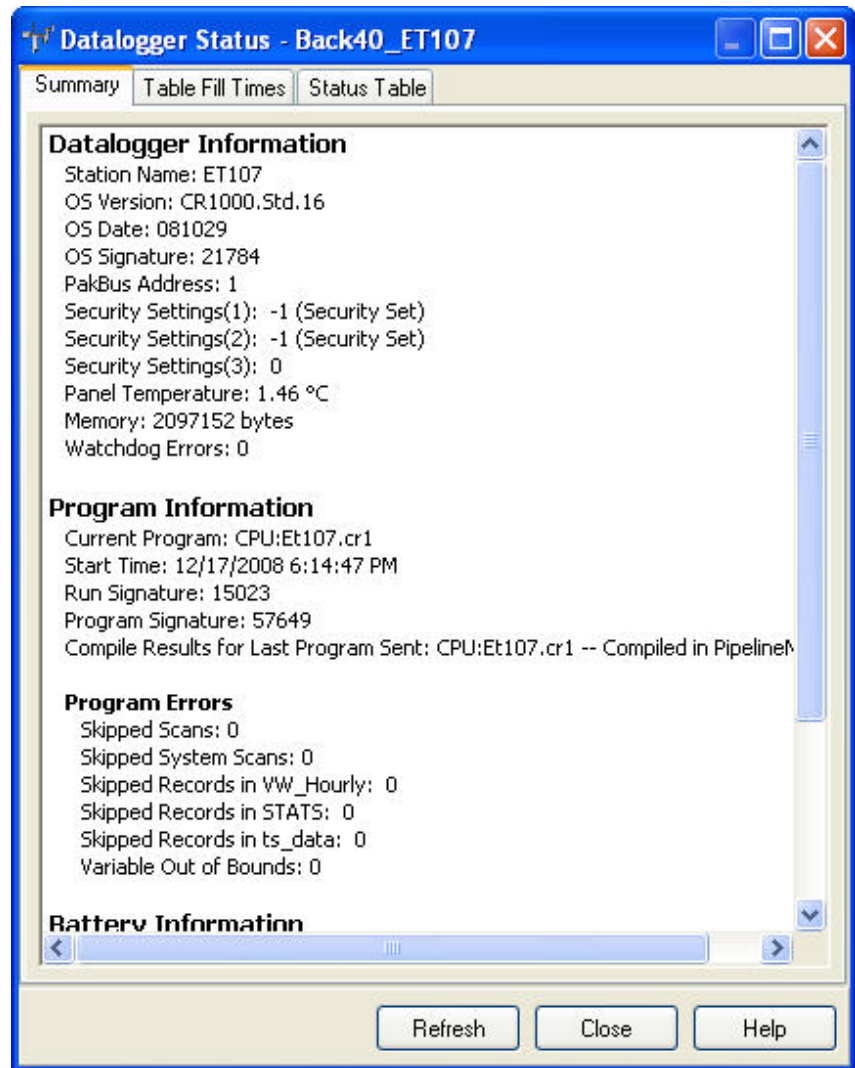 Datalogger Status - Back40_ET107
Summary Table Fill Times Status Table
Datalogger Information
Station Name: ET107
OS Version: CR1000.Std.16
OS Date: 081029
OS Signature: 21784
PakBus Address: 1
Security Settings(1): -1 (Security Set)
Security Settings(2): -1 (Security Set)
Security Settings(3): 0
Panel Temperature: 1.46 °C
Memory: 2097152 bytes
Watchdog Errors: 0
Program Information
Current Program: CPU:Et107.cr1
Start Time: 12/17/2008 6:14:47 PM
Run Signature: 15023
Program Signature: 57649
Compile Results for Last Program Sent: CPU:Et107.cr1 -- Compiled in Pipeline
Program Errors
Skipped Scans: 0
Skipped System Scans: 0
Skipped Records in VW_Hourly: 0
Skipped Records in STATS: 0
Skipped Records in ts_data: 0
Variable Out of Bounds: 0
Battery Information
Refresh Close Help